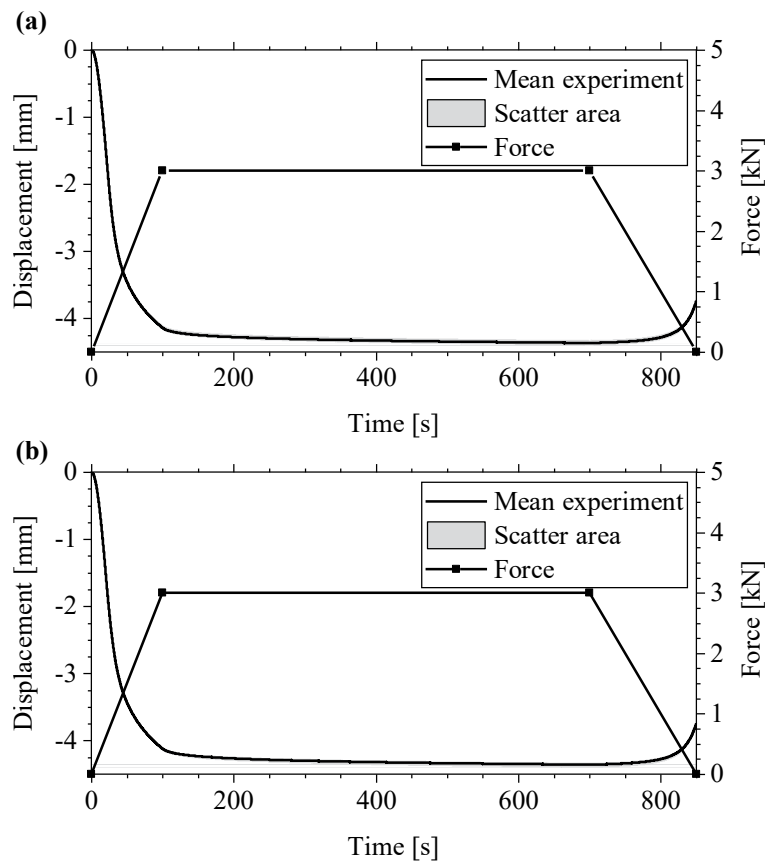 (a)
0
-1
-2
-3
-4
Displacement [mm]
Mean experiment
Scatter area
Force
5
4
3
2
1
0
Force [kN]
0 200 400 600 800
Time [s]
(b)
0
-1
-2
-3
-4
Displacement [mm]
Mean experiment
Scatter area
Force
5
4
3
2
1
0
Force [kN]
0 200 400 600 800
Time [s]